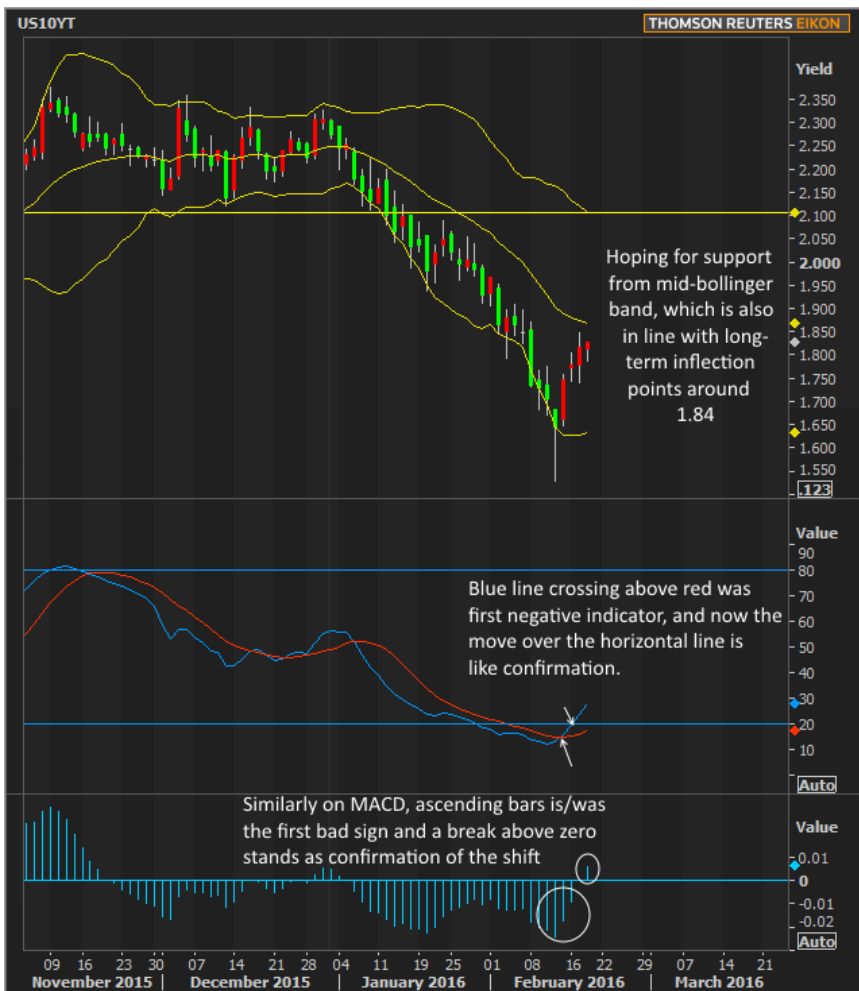 US10YT
THOMSON REUTERS EIKON
Yield
2.350
2.300
2.250
2.200
2.150
2.100
2.050
2.000
1.950
1.900
1.850
1.800
1.750
1.700
1.650
1.600
1.550
.123
Hoping for support
from mid-bollinger
band, which is also
in line with long-
term inflection
points around
1.84
Value
90
80
70
60
50
40
30
20
10
Auto
Blue line crossing above red was
first negative indicator, and now the
move over the horizontal line is
like confirmation.
Similarly on MACD, ascending bars is/was
the first bad sign and a break above zero
stands as confirmation of the shift
Value
0.01
0
-0.01
-0.02
Auto
09 16 23 30 07 14 21 28 04 11 19 25 01 08 16 22 29 07 14 21
November 2015 December 2015 January 2016 February 2016 March 2016